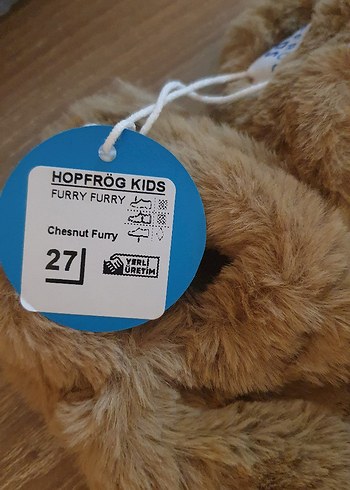 HOPFRÖG KIDS
FURRY FURRY
Chesnut Furry
27
YERLİ
ÜRETİM